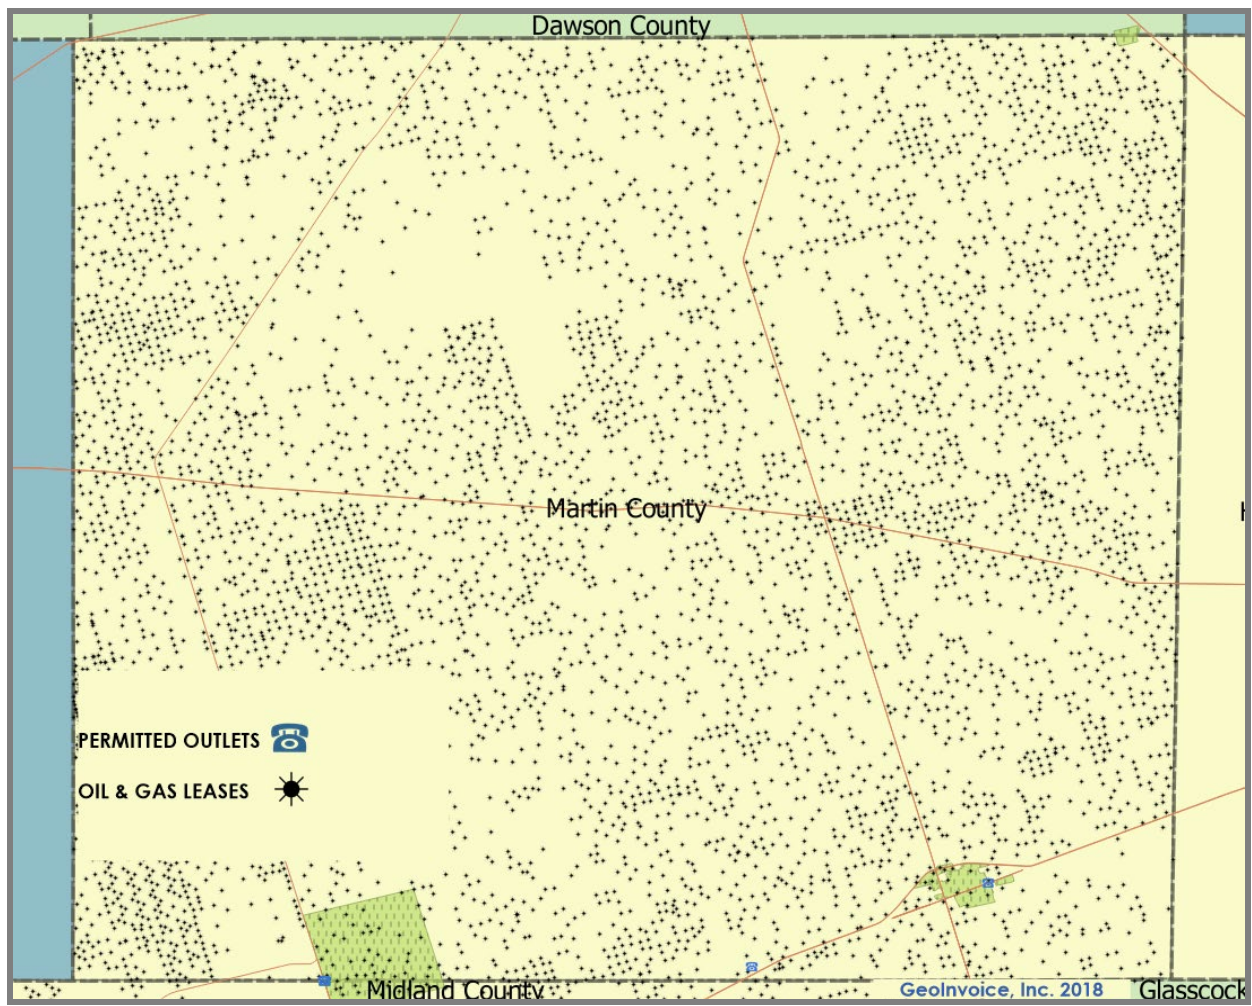 Dawson County
Martin County
H
PERMITTED OUTLETS
OIL & GAS LEASES
Midland County
GeoInvoice, Inc. 2018
Glasscock